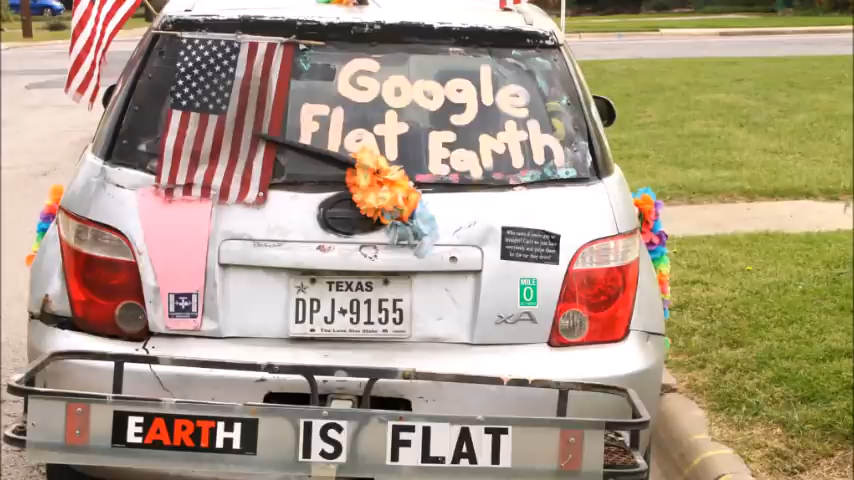 Google
Flat Earth
MILE
0
xA
TEXAS
DPJ 9155
The Lone Star State
EARTH IS FLAT